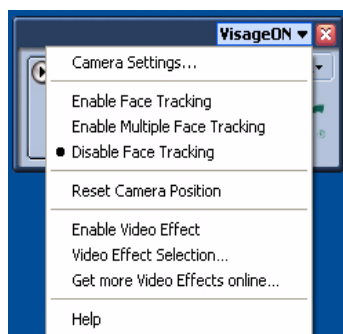 VisageON
Camera Settings...
Enable Face Tracking
Enable Multiple Face Tracking
Disable Face Tracking
Reset Camera Position
Enable Video Effect
Video Effect Selection...
Get more Video Effects online...
Help